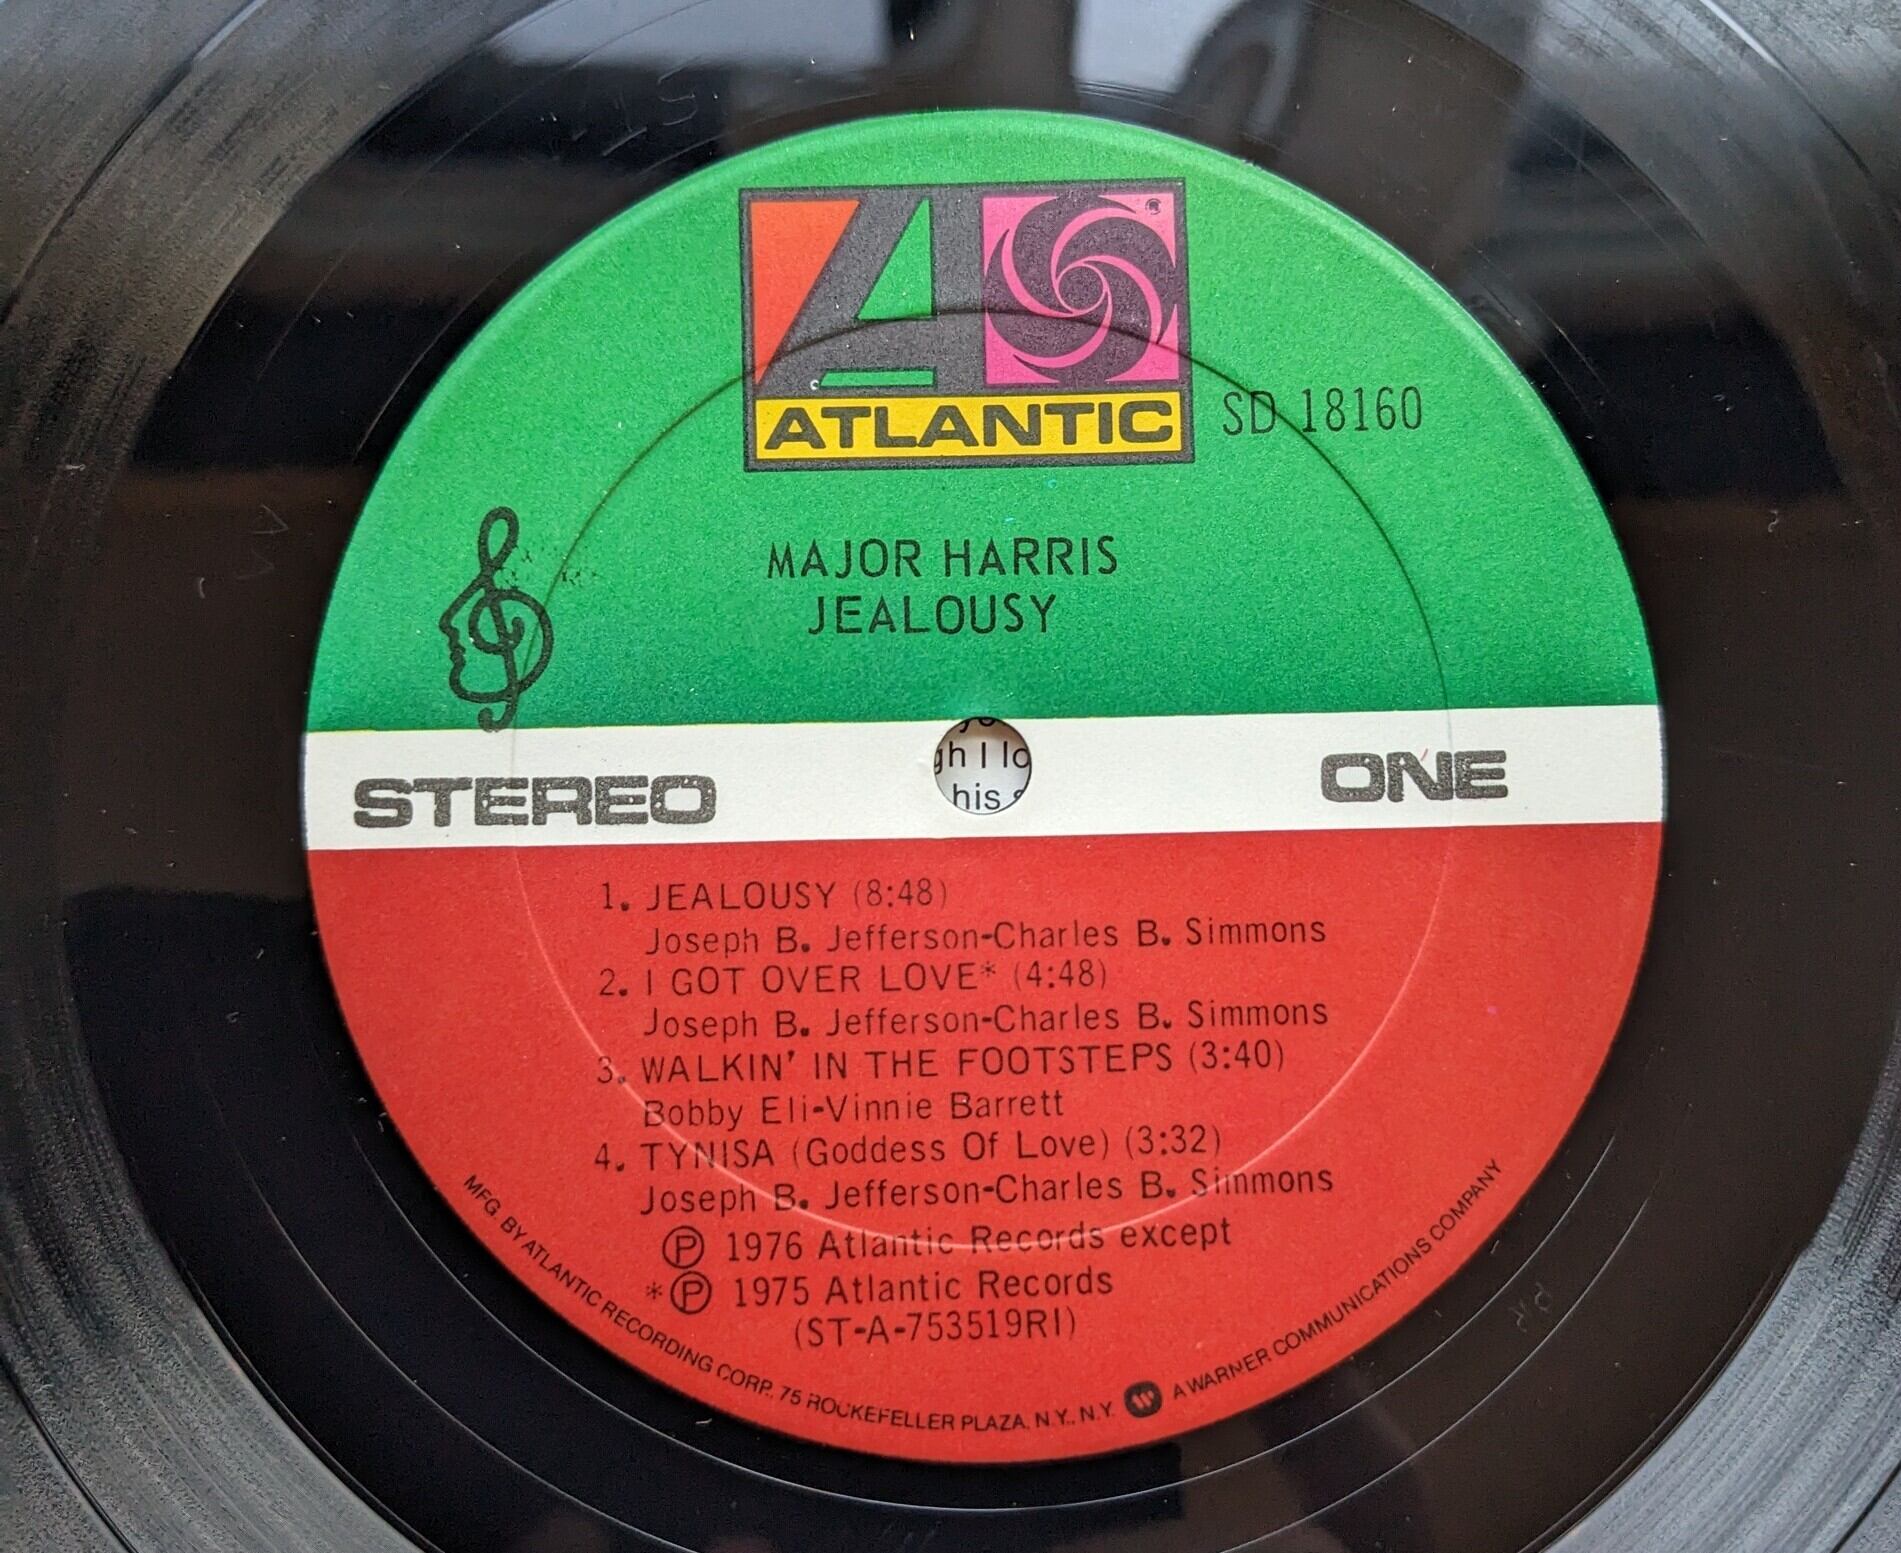 ATLANTIC
SD 18160
MAJOR HARRIS
JEALOUSY
STEREO
ONE
gh I lo
his
1. JEALOUSY (8:48)
Joseph B. Jefferson-Charles B. Simmons
2. I GOT OVER LOVE* (4:48)
Joseph B. Jefferson-Charles B. Simmons
3. WALKIN' IN THE FOOTSTEPS (3:40)
Bobby Eli-Vinnie Barrett
4. TYNISA (Goddess Of Love) (3:32)
Joseph B. Jefferson-Charles B. Simmons
Ⓟ 1976 Atlantic Records except
*Ⓟ 1975 Atlantic Records
(ST-A-753519RI)
MFG. BY ATLANTIC RECORDING CORP., 75 ROCKEFELLER PLAZA, N.Y., N.Y. A WARNER COMMUNICATIONS COMPANY